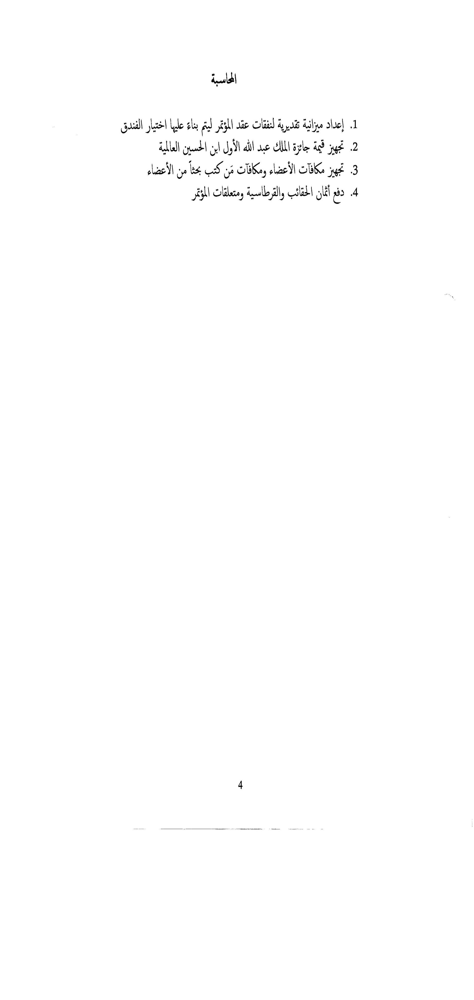 المحاسبة
1. إعداد ميزانية تقديرية لنفقات عقد المؤتمر ليتم بناءً عليها اختيار الفندق
2. تجهيز قيمة جائزة الملك عبد الله الأول ابن الحسين العالمية
3. تجهيز مكافآت الأعضاء ومكافآت مَن كتب بحثاً من الأعضاء
4. دفع أثمان الحقائب والقرطاسية ومتعلقات المؤتمر
4